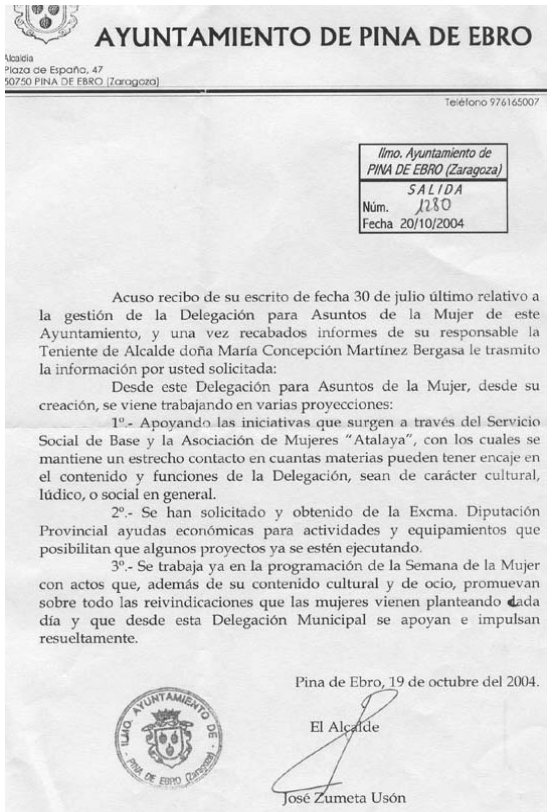 AYUNTAMIENTO DE PINA DE EBRO
Alcaldía
Plaza de España, 47
50750 PINA DE EBRO (Zaragoza)
Teléfono 976165007
Ilmo. Ayuntamiento de
PINA DE EBRO (Zaragoza)
SALIDA
Núm. 1280
Fecha 20/10/2004
Acuso recibo de su escrito de fecha 30 de julio último relativo a
la gestión de la Delegación para Asuntos de la Mujer de este
Ayuntamiento, y una vez recabados informes de su responsable la
Teniente de Alcalde doña María Concepción Martínez Bergasa le trasmito
la información por usted solicitada:
Desde este Delegación para Asuntos de la Mujer, desde su
creación, se viene trabajando en varias proyecciones:
1º.- Apoyando las iniciativas que surgen a través del Servicio
Social de Base y la Asociación de Mujeres "Atalaya", con los cuales se
mantiene un estrecho contacto en cuantas materias pueden tener encaje en
el contenido y funciones de la Delegación, sean de carácter cultural,
lúdico, o social en general.
2º.- Se han solicitado y obtenido de la Excma. Diputación
Provincial ayudas económicas para actividades y equipamientos que
posibilitan que algunos proyectos ya se estén ejecutando.
3º.- Se trabaja ya en la programación de la Semana de la Mujer
con actos que, además de su contenido cultural y de ocio, promuevan
sobre todo las reivindicaciones que las mujeres vienen planteando cada
día y que desde esta Delegación Municipal se apoyan e impulsan
resueltamente.
Pina de Ebro, 19 de octubre del 2004.
El Alcalde
ILMO. AYUNTAMIENTO DE
PINA DE EBRO (Zaragoza)
José Zumeta Usón